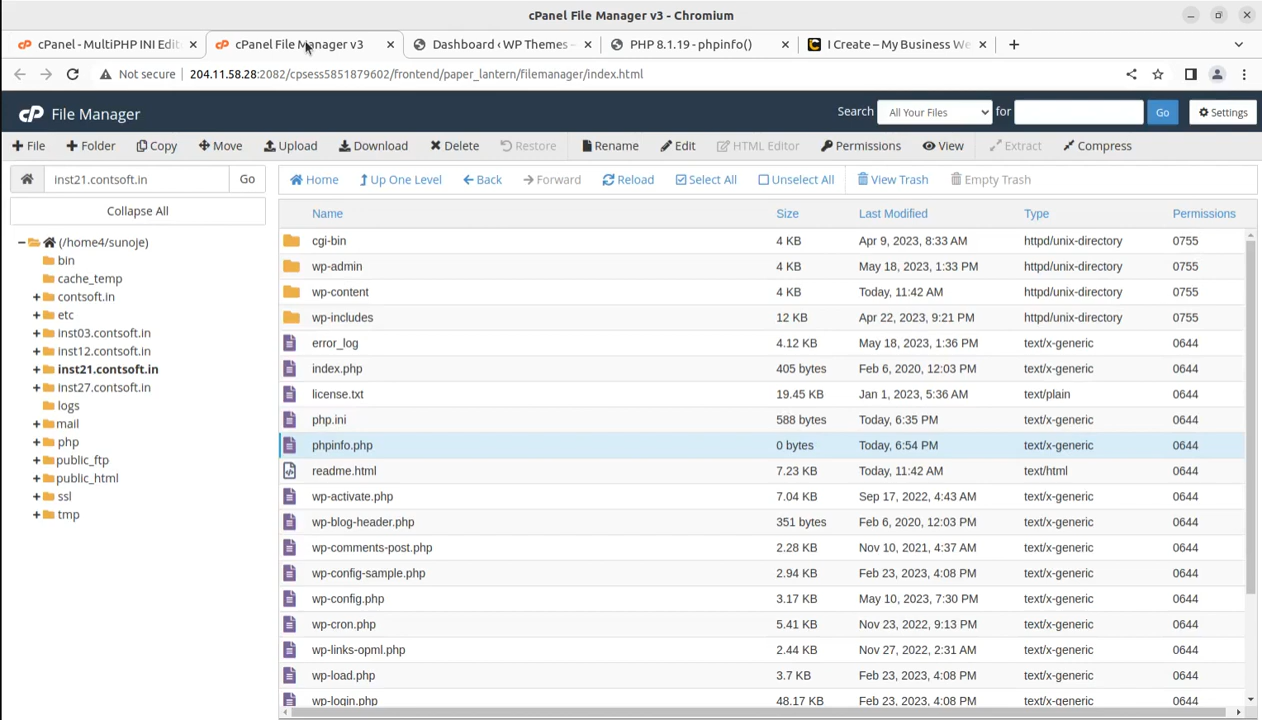 cPanel File Manager v3 - Chromium
cPanel - MultiPHP INI Edit
cPanel File Manager v3
Dashboard ‹ WP Themes -
PHP 8.1.19 - phpinfo()
I Create – My Business We
Not secure
204.11.58.28:2082/cpsess5851879602/frontend/paper_lantern/filemanager/index.html
cP File Manager
Search All Your Files for Go Settings
File Folder Copy Move Upload Download Delete Restore Rename Edit HTML Editor Permissions View Extract Compress
inst21.contsoft.in Go
Home Up One Level Back Forward Reload Select All Unselect All View Trash Empty Trash
Collapse All
(/home4/sunoje)
bin
cache_temp
contsoft.in
etc
inst03.contsoft.in
inst12.contsoft.in
inst21.contsoft.in
inst27.contsoft.in
logs
mail
php
public_ftp
public_html
ssl
tmp
Name Size Last Modified Type Permissions
cgi-bin 4 KB Apr 9, 2023, 8:33 AM httpd/unix-directory 0755
wp-admin 4 KB May 18, 2023, 1:33 PM httpd/unix-directory 0755
wp-content 4 KB Today, 11:42 AM httpd/unix-directory 0755
wp-includes 12 KB Apr 22, 2023, 9:21 PM httpd/unix-directory 0755
error_log 4.12 KB May 18, 2023, 1:36 PM text/x-generic 0644
index.php 405 bytes Feb 6, 2020, 12:03 PM text/x-generic 0644
license.txt 19.45 KB Jan 1, 2023, 5:36 AM text/plain 0644
php.ini 588 bytes Today, 6:35 PM text/x-generic 0644
phpinfo.php 0 bytes Today, 6:54 PM text/x-generic 0644
readme.html 7.23 KB Today, 11:42 AM text/html 0644
wp-activate.php 7.04 KB Sep 17, 2022, 4:43 AM text/x-generic 0644
wp-blog-header.php 351 bytes Feb 6, 2020, 12:03 PM text/x-generic 0644
wp-comments-post.php 2.28 KB Nov 10, 2021, 4:37 AM text/x-generic 0644
wp-config-sample.php 2.94 KB Feb 23, 2023, 4:08 PM text/x-generic 0644
wp-config.php 3.17 KB May 10, 2023, 7:30 PM text/x-generic 0644
wp-cron.php 5.41 KB Nov 23, 2022, 9:13 PM text/x-generic 0644
wp-links-opml.php 2.44 KB Nov 27, 2022, 2:31 AM text/x-generic 0644
wp-load.php 3.7 KB Feb 23, 2023, 4:08 PM text/x-generic 0644
wp-login.php 48.17 KB Feb 23, 2023, 4:08 PM text/x-generic 0644